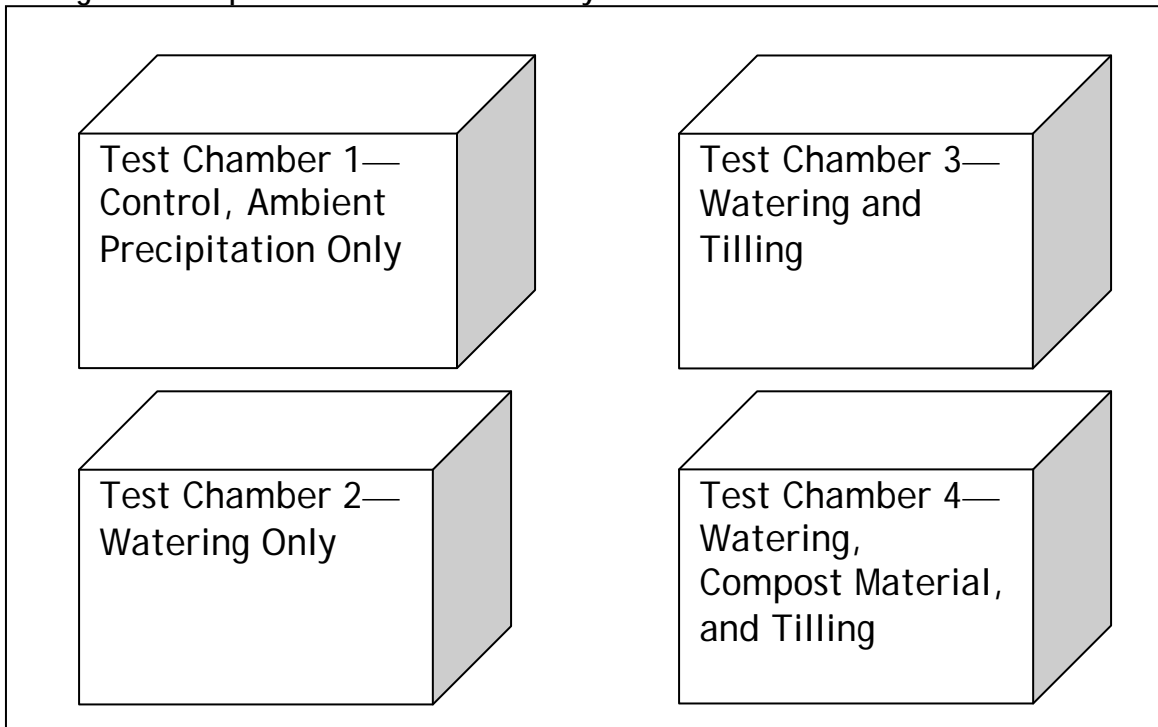 Test Chamber 1—
Control, Ambient
Precipitation Only
Test Chamber 2—
Watering Only
Test Chamber 3—
Watering and
Tilling
Test Chamber 4—
Watering,
Compost Material,
and Tilling